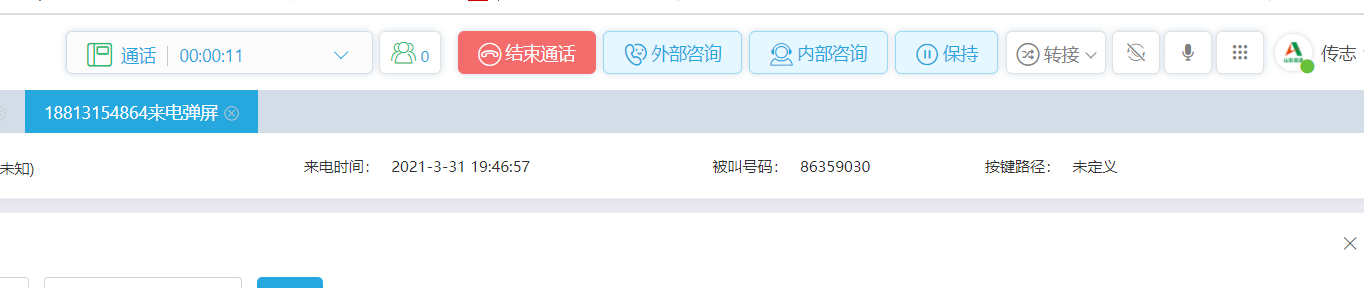 通话 00:00:11 0 结束通话 外部咨询 内部咨询 保持 转接 传志
18813154864来电弹屏
未知) 来电时间： 2021-3-31 19:46:57 被叫号码： 86359030 按键路径： 未定义